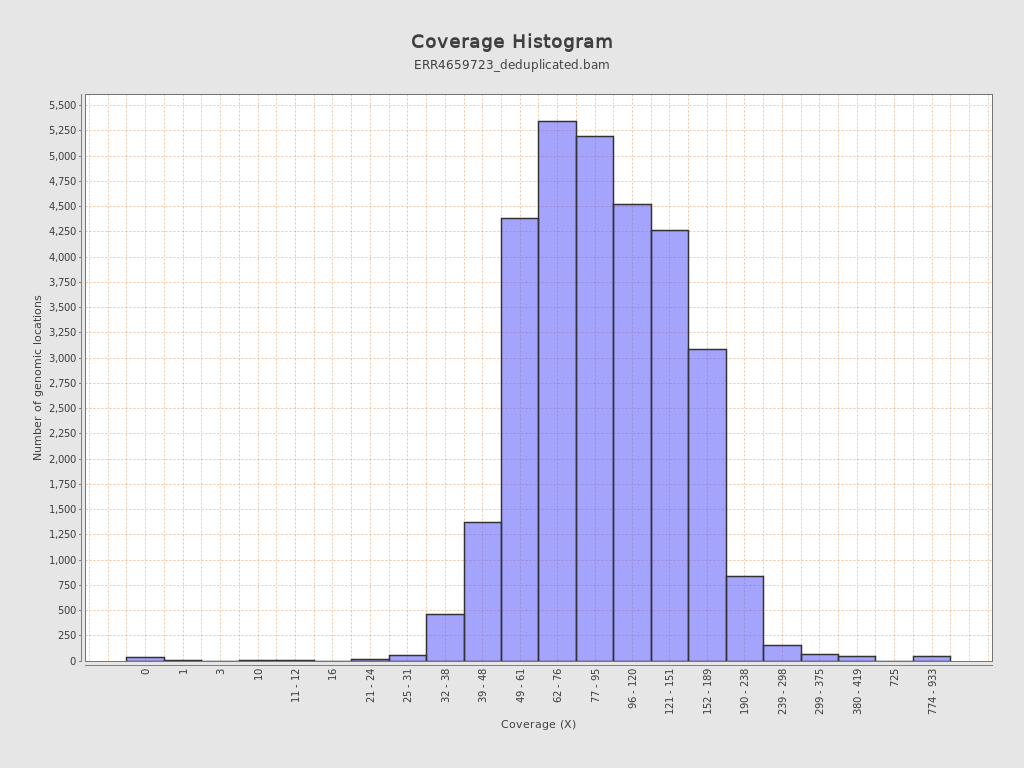 Coverage Histogram
ERR4659723_deduplicated.bam
5,500
5,250
5,000
4,750
4,500
4,250
4,000
3,750
3,500
3,250
3,000
2,750
2,500
2,250
2,000
1,750
1,500
1,250
1,000
750
500
250
0
Number of genomic locations
0
1
3
10
11 - 12
16
21 - 24
25 - 31
32 - 38
39 - 48
49 - 61
62 - 76
77 - 95
96 - 120
121 - 151
152 - 189
190 - 238
239 - 298
299 - 375
380 - 419
725
774 - 933
Coverage (X)